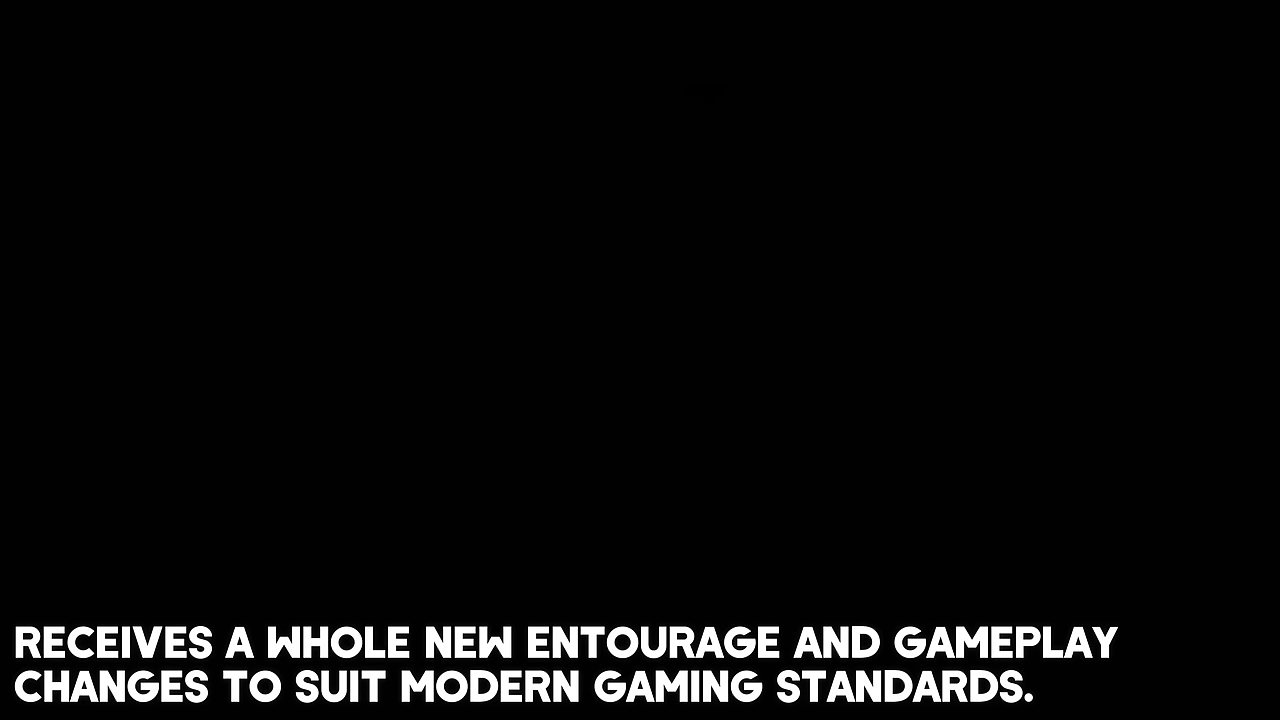 RECEIVES A WHOLE NEW ENTOURAGE AND GAMEPLAY
CHANGES TO SUIT MODERN GAMING STANDARDS.